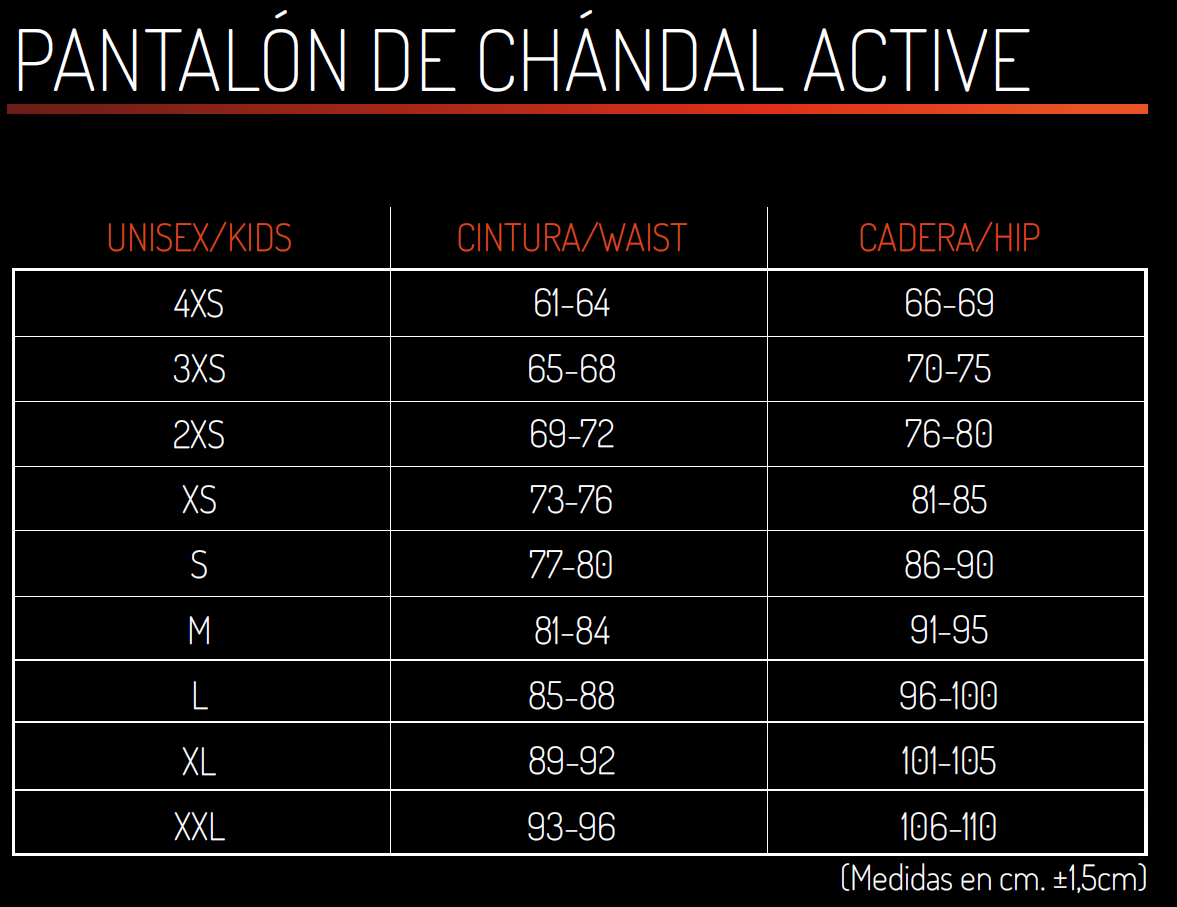 PANTALÓN DE CHÁNDAL ACTIVE
UNISEX/KIDS CINTURA/WAIST CADERA/HIP
4XS 61-64 66-69
3XS 65-68 70-75
2XS 69-72 76-80
XS 73-76 81-85
S 77-80 86-90
M 81-84 91-95
L 85-88 96-100
XL 89-92 101-105
XXL 93-96 106-110
(Medidas en cm. ±1,5cm)